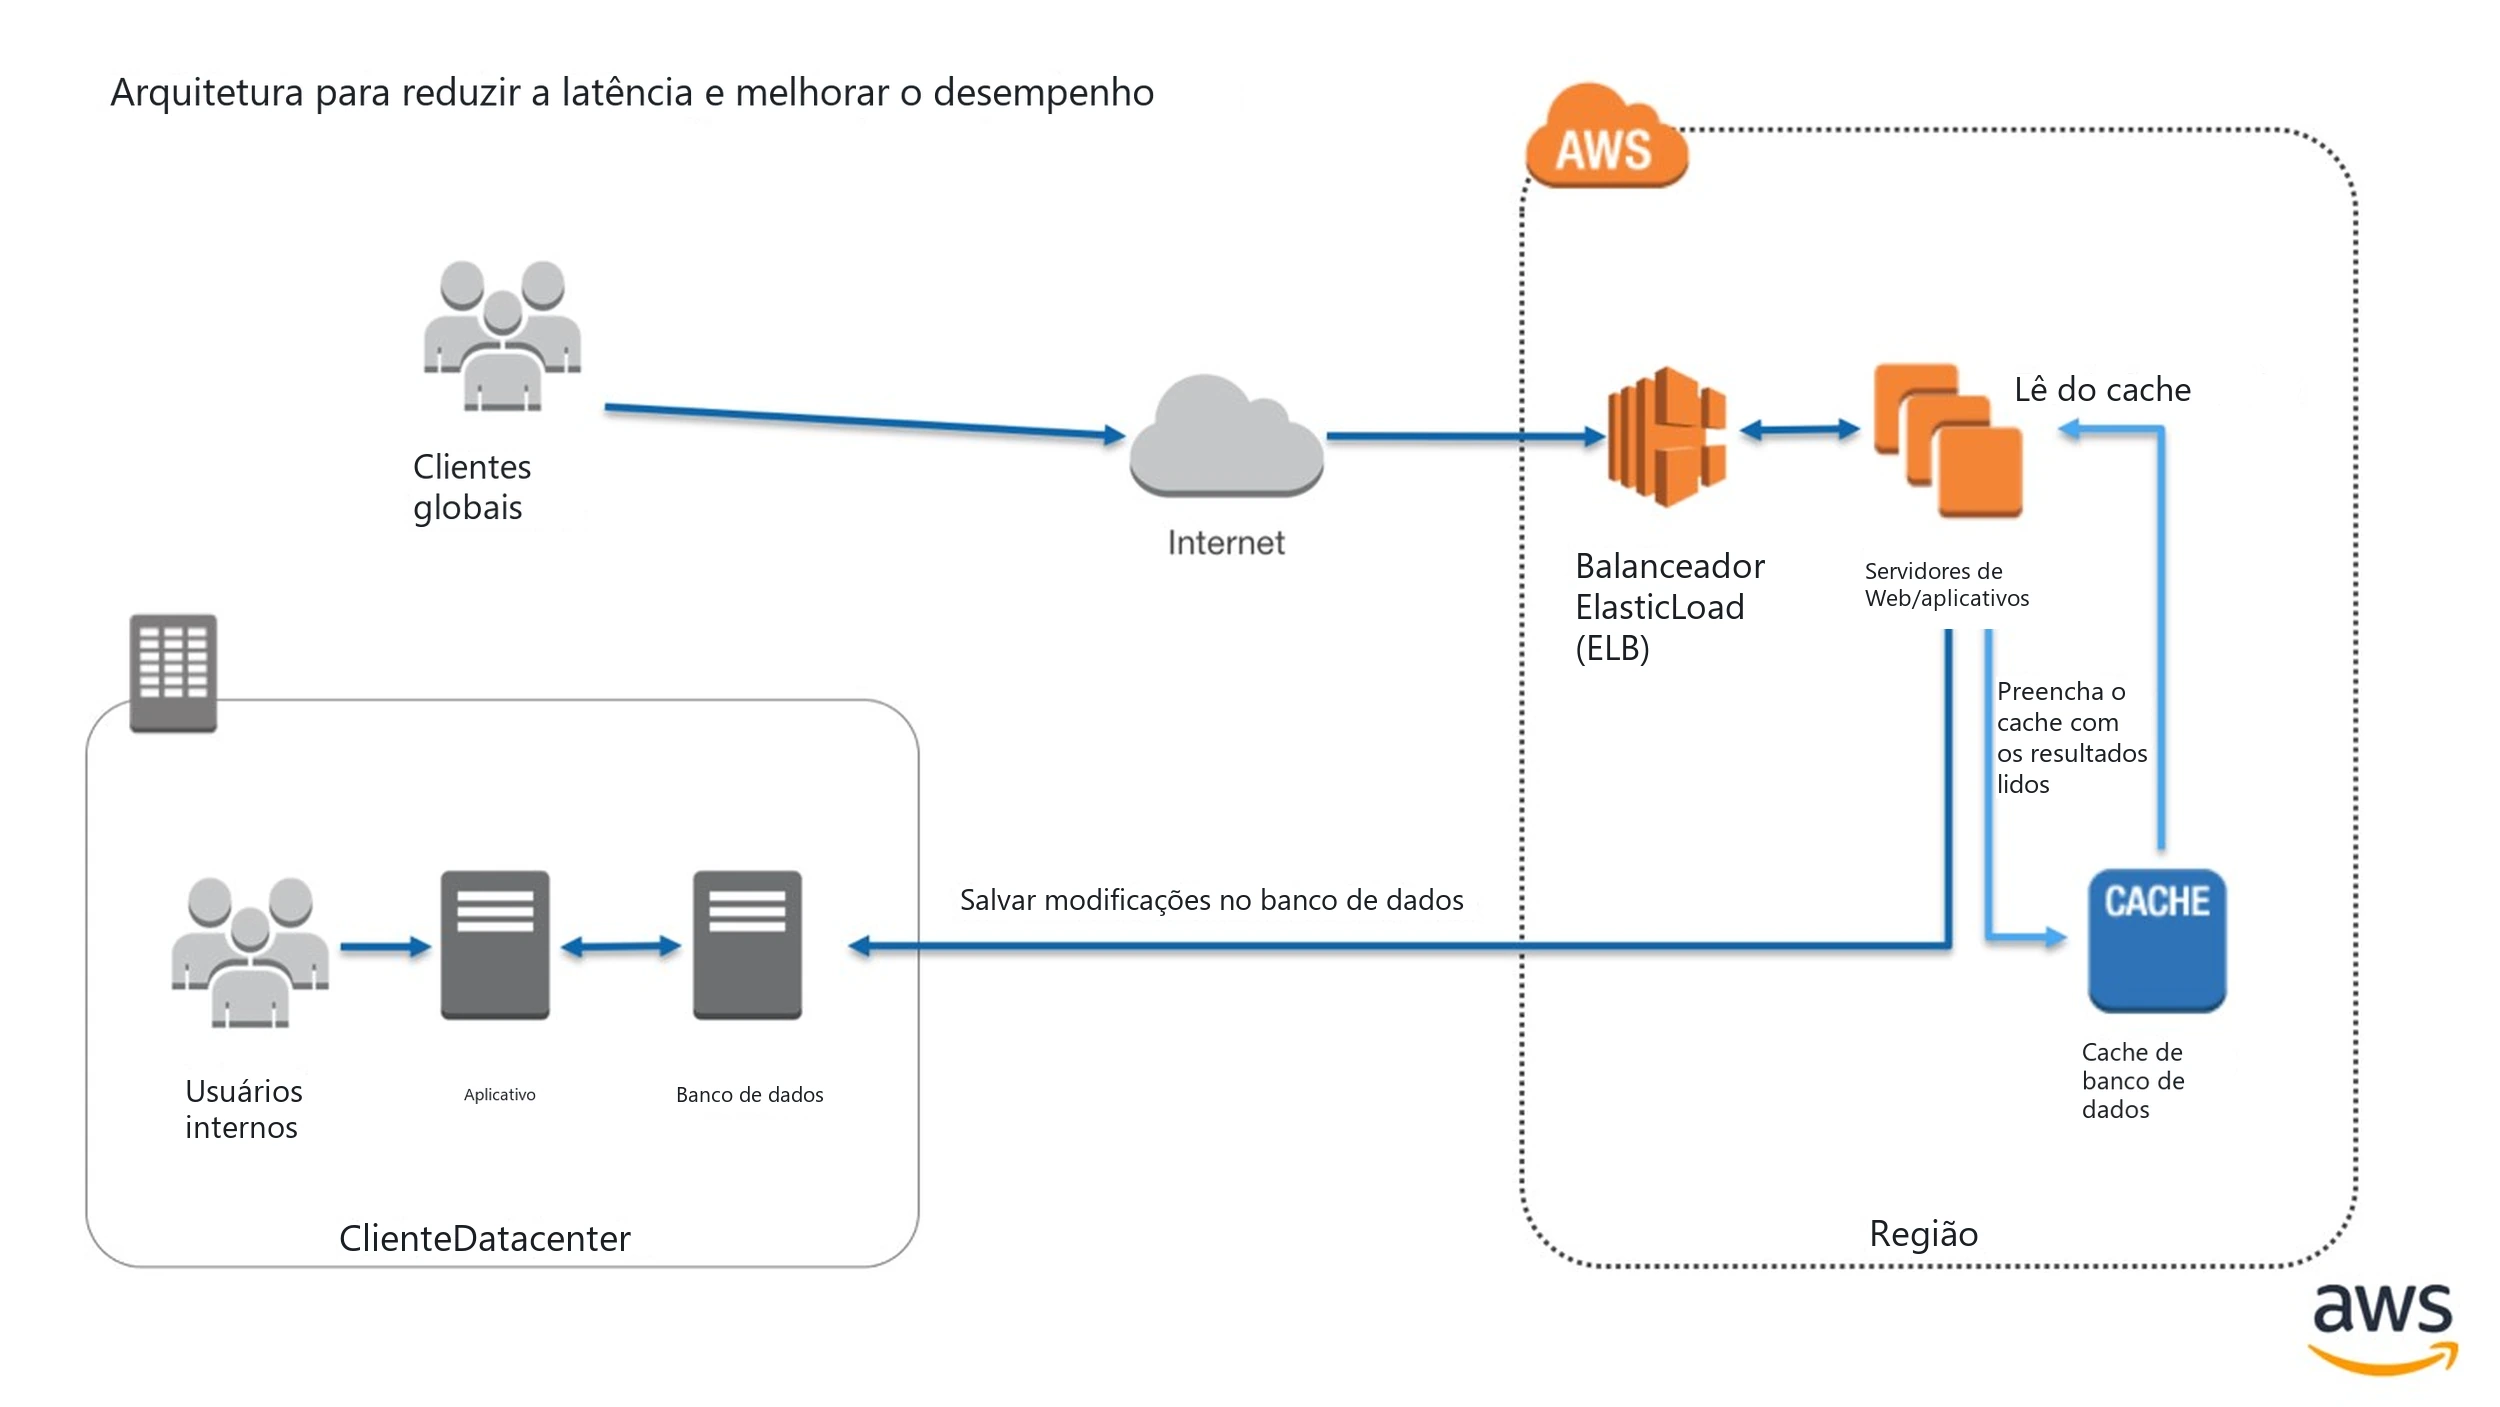 Arquitetura para reduzir a latência e melhorar o desempenho
AWS
Clientes
globais
Internet
Balanceador
ElasticLoad
(ELB)
Servidores de
Web/aplicativos
Lê do cache
Preencha o
cache com
os resultados
lidos
Salvar modificações no banco de dados
CACHE
Cache de
banco de
dados
Usuários
internos
Aplicativo
Banco de dados
ClienteDatacenter
Região
aws